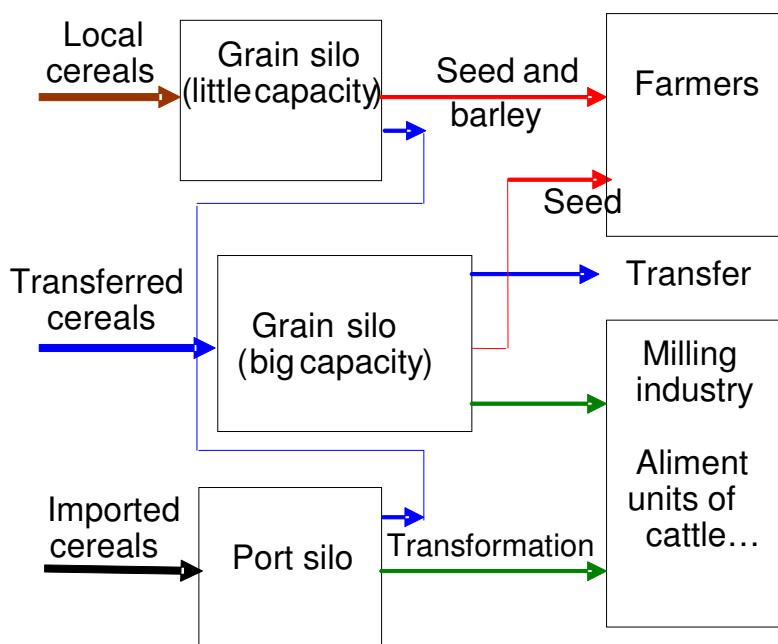 Local
cereals
Grain silo
(little capacity)
Seed and
barley
Farmers
Seed
Transferred
cereals
Grain silo
(big capacity)
Transfer
Milling
industry
Aliment
units of
cattle…
Imported
cereals
Port silo
Transformation